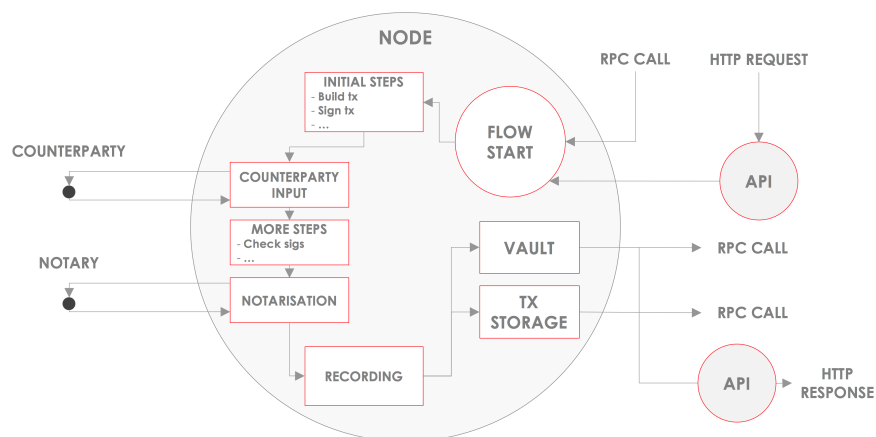 NODE
RPC CALL
HTTP REQUEST
INITIAL STEPS
- Build tx
- Sign tx
- ...
FLOW
START
COUNTERPARTY
COUNTERPARTY
INPUT
API
MORE STEPS
- Check sigs
- ...
VAULT
RPC CALL
NOTARY
NOTARISATION
TX
STORAGE
RPC CALL
RECORDING
API
HTTP
RESPONSE